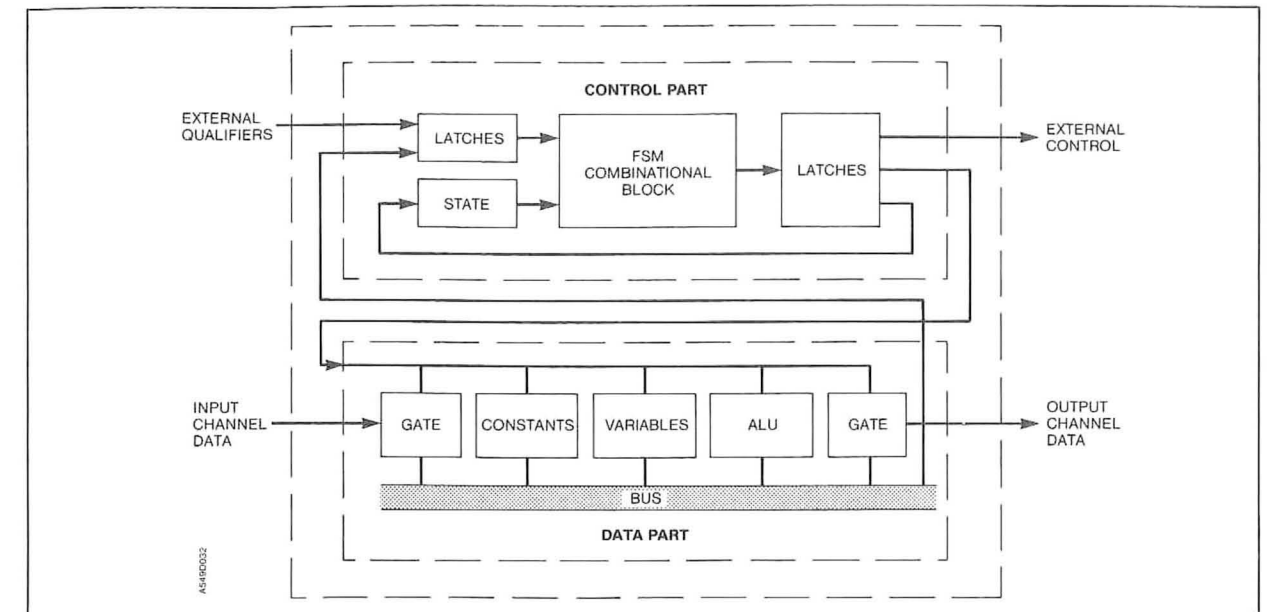 CONTROL PART
EXTERNAL
QUALIFIERS
LATCHES
STATE
FSM
COMBINATIONAL
BLOCK
LATCHES
EXTERNAL
CONTROL
INPUT
CHANNEL
DATA
GATE
CONSTANTS
VARIABLES
ALU
GATE
OUTPUT
CHANNEL
DATA
BUS
DATA PART
A549D032